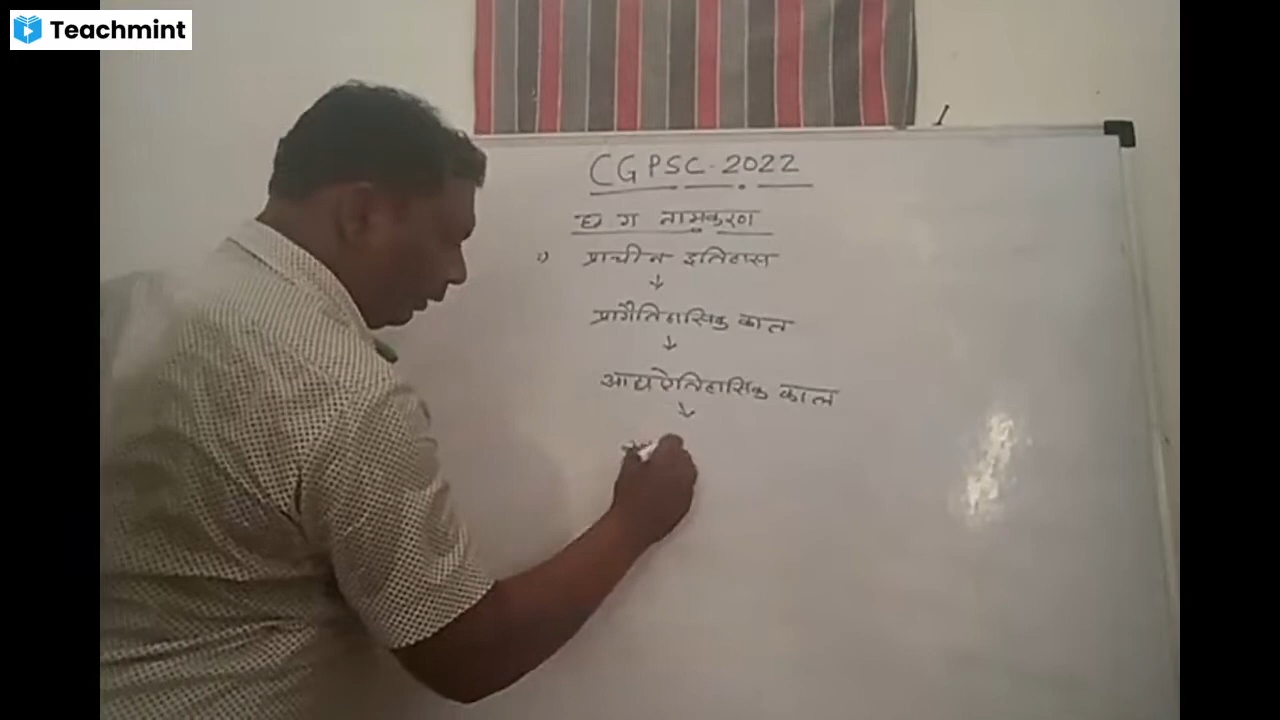 Teachmint
CGPSC-2022
छ ग नामकरण
1) प्राचीन इतिहास
↓
प्रागैतिहासिक काल
↓
आद्यऐतिहासिक काल
↓